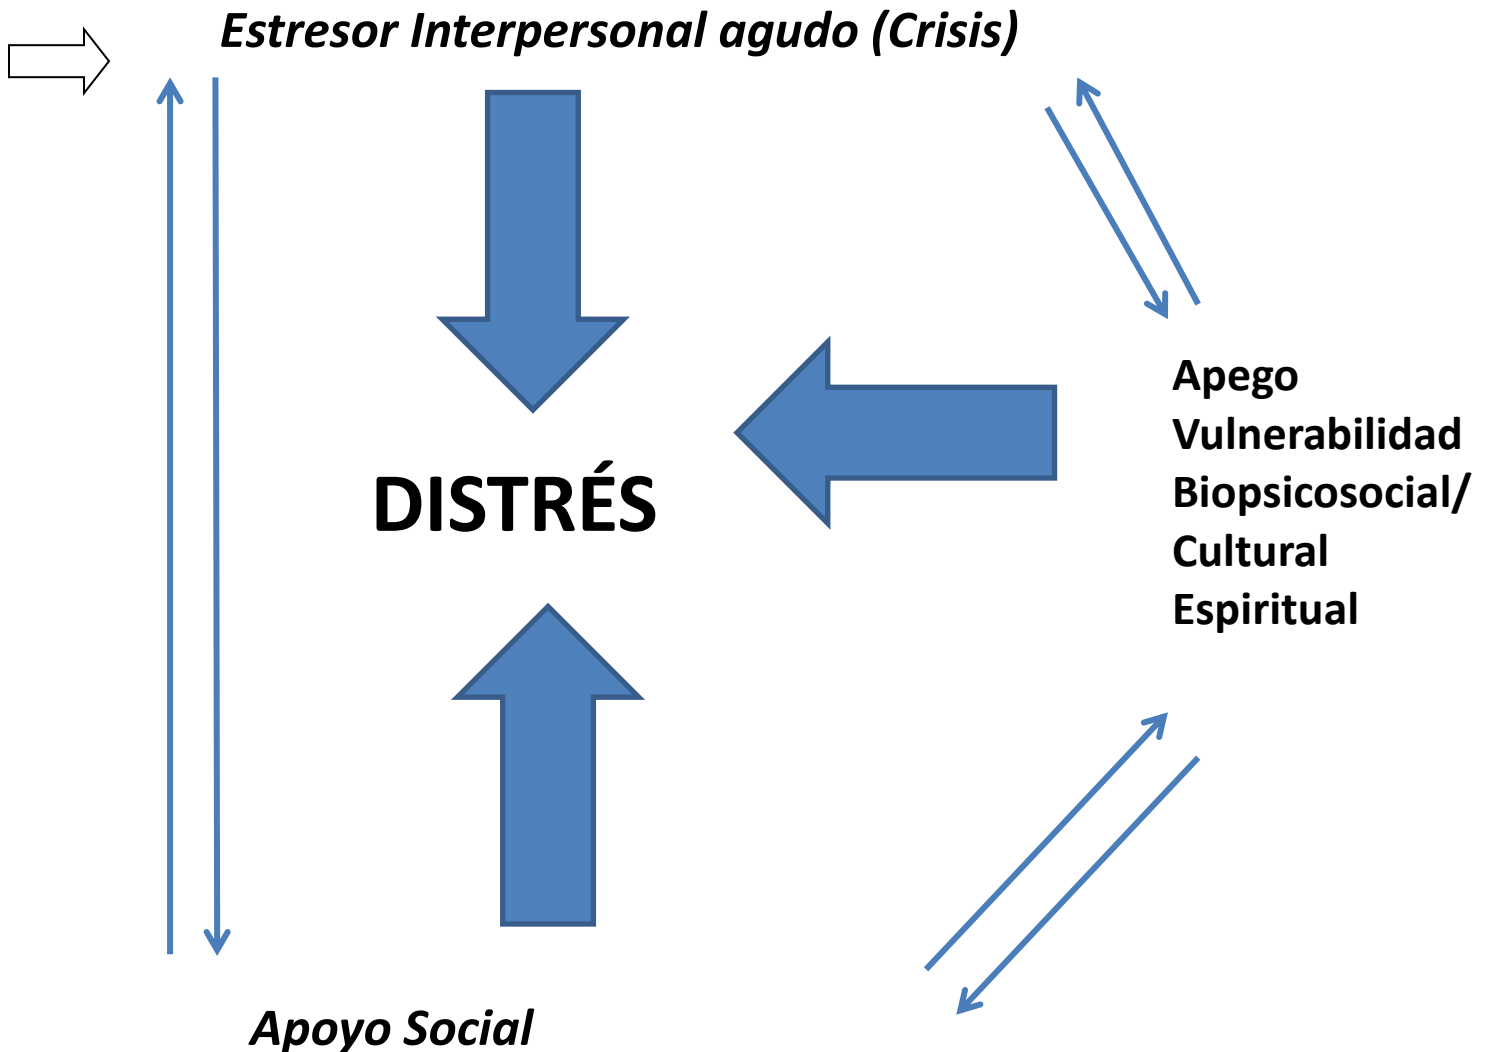 Estresor Interpersonal agudo (Crisis)
DISTRÉS
Apego
Vulnerabilidad
Biopsicosocial/
Cultural
Espiritual
Apoyo Social